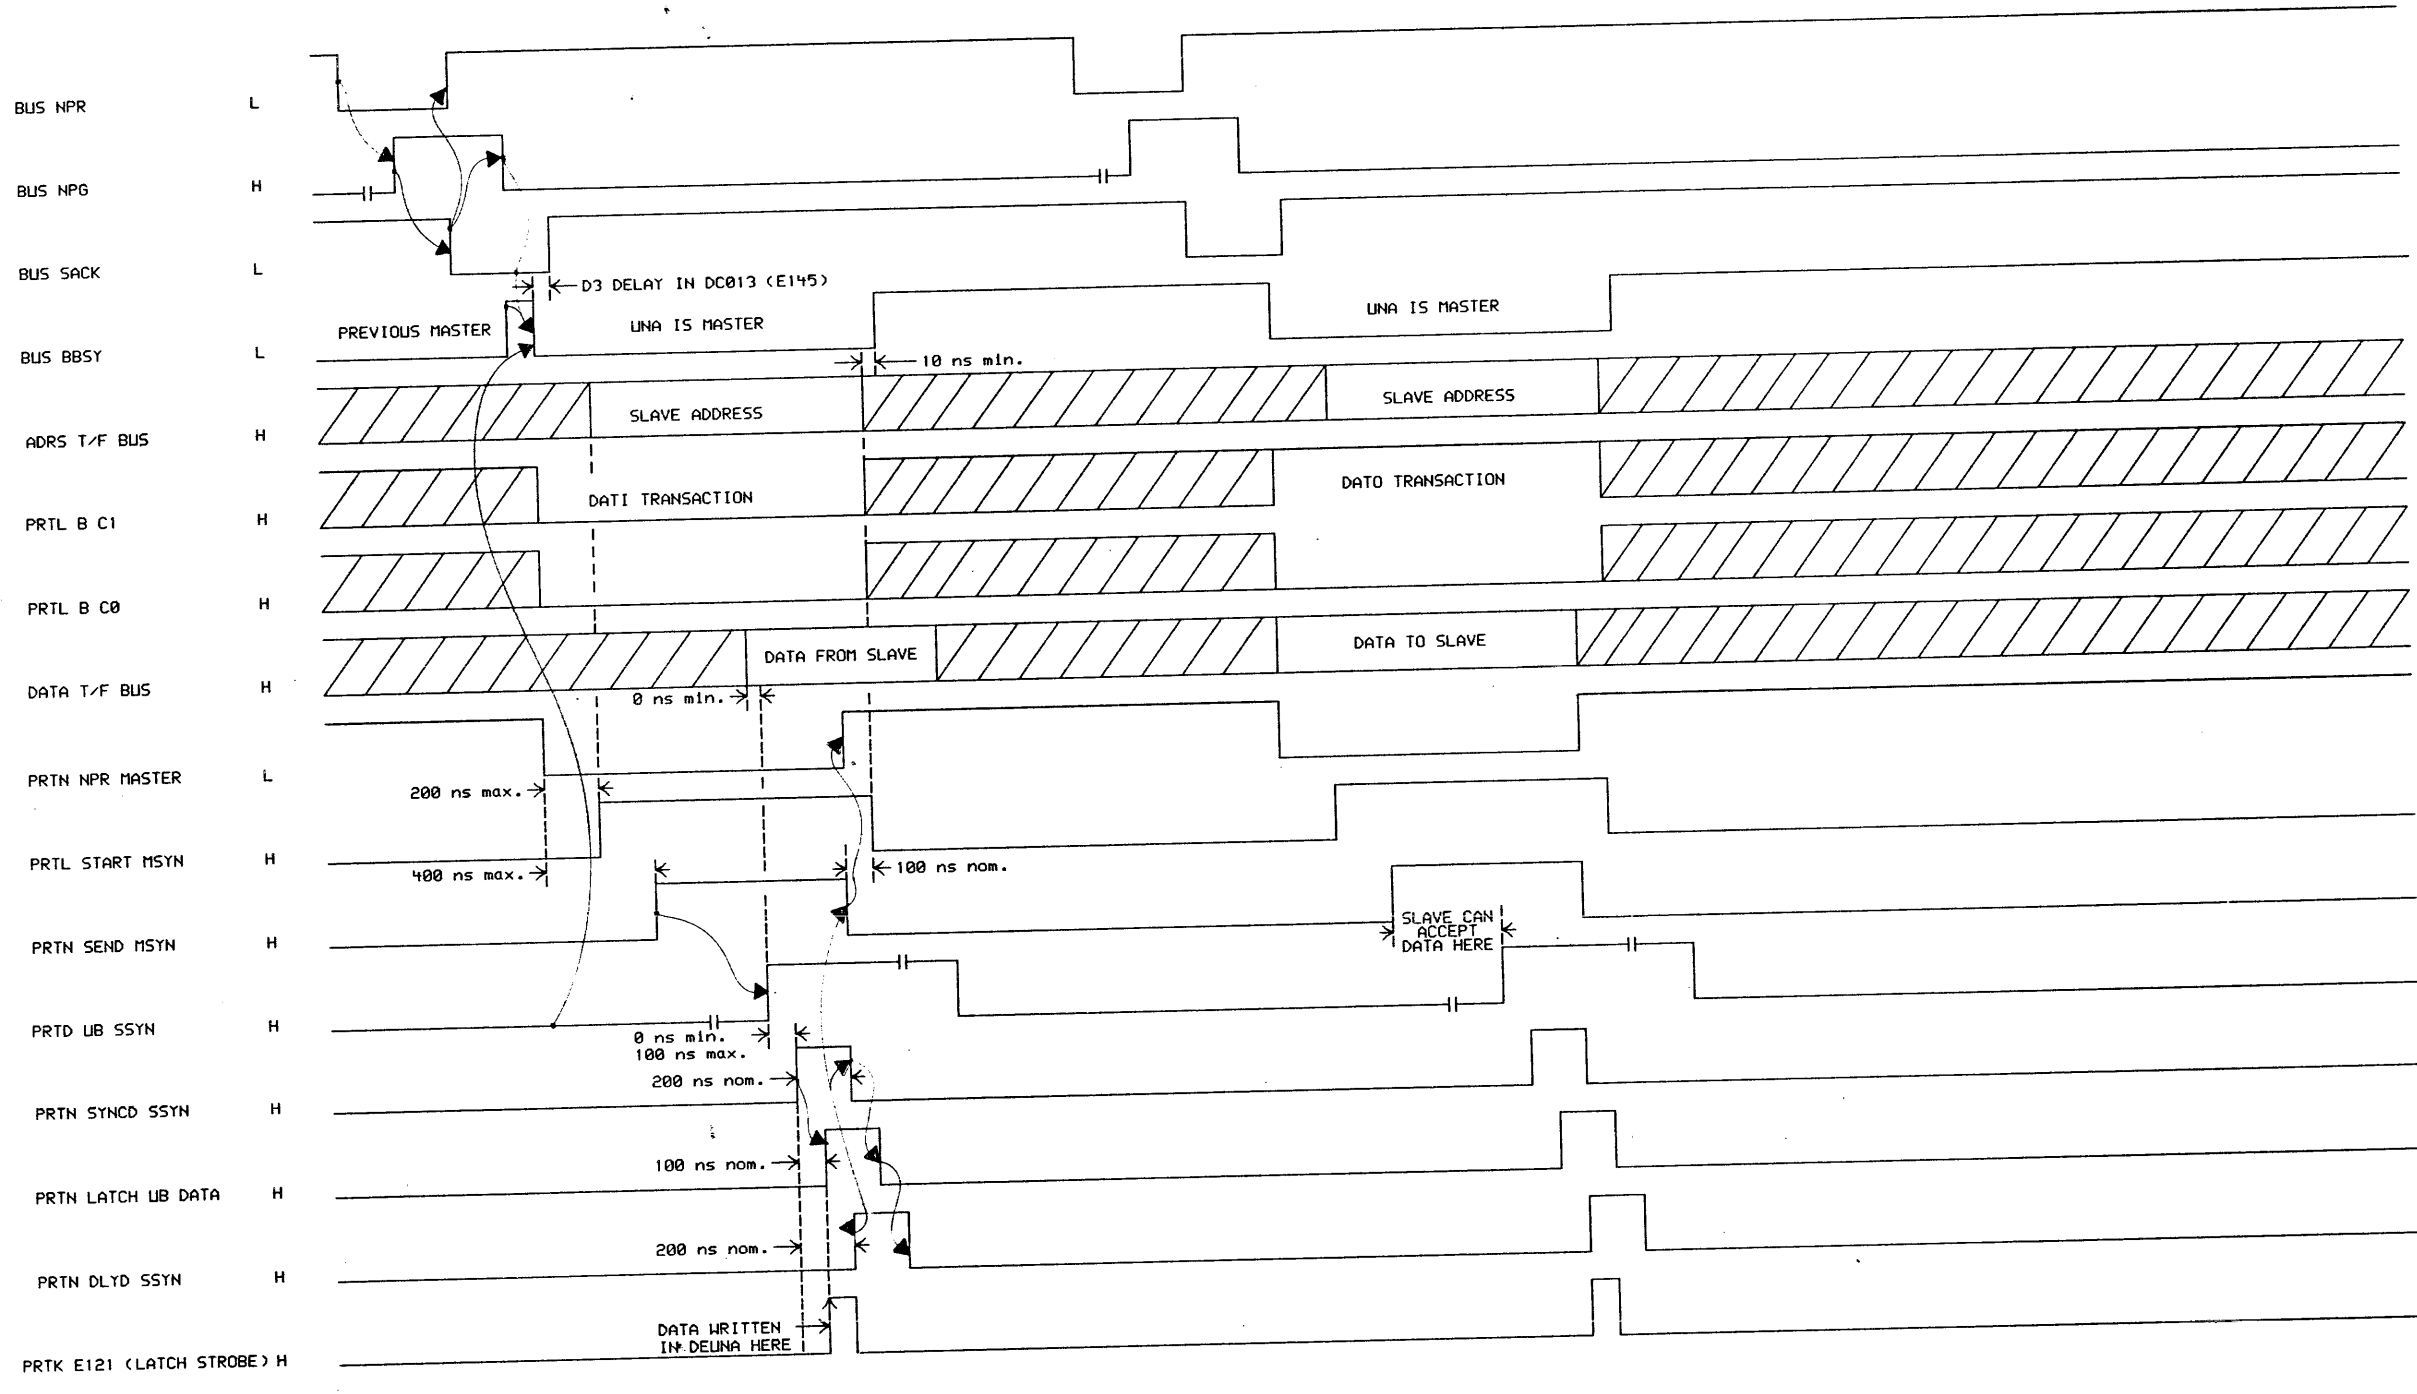 BUS NPR L
BUS NPG H
BUS SACK L
D3 DELAY IN DC013 (E145)
PREVIOUS MASTER
UNA IS MASTER
UNA IS MASTER
BUS BBSY L
10 ns min.
SLAVE ADDRESS
SLAVE ADDRESS
ADRS T/F BUS H
DATI TRANSACTION
DATO TRANSACTION
PRTL B C1 H
PRTL B C0 H
DATA FROM SLAVE
DATA TO SLAVE
DATA T/F BUS H
0 ns min.
PRTN NPR MASTER L
200 ns max.
PRTL START MSYN H
400 ns max.
100 ns nom.
SLAVE CAN
ACCEPT
DATA HERE
PRTN SEND MSYN H
PRTD UB SSYN H
0 ns min.
100 ns max.
200 ns nom.
PRTN SYNCD SSYN H
100 ns nom.
PRTN LATCH UB DATA H
200 ns nom.
PRTN DLYD SSYN H
DATA WRITTEN
IN DEUNA HERE
PRTK E121 (LATCH STROBE) H